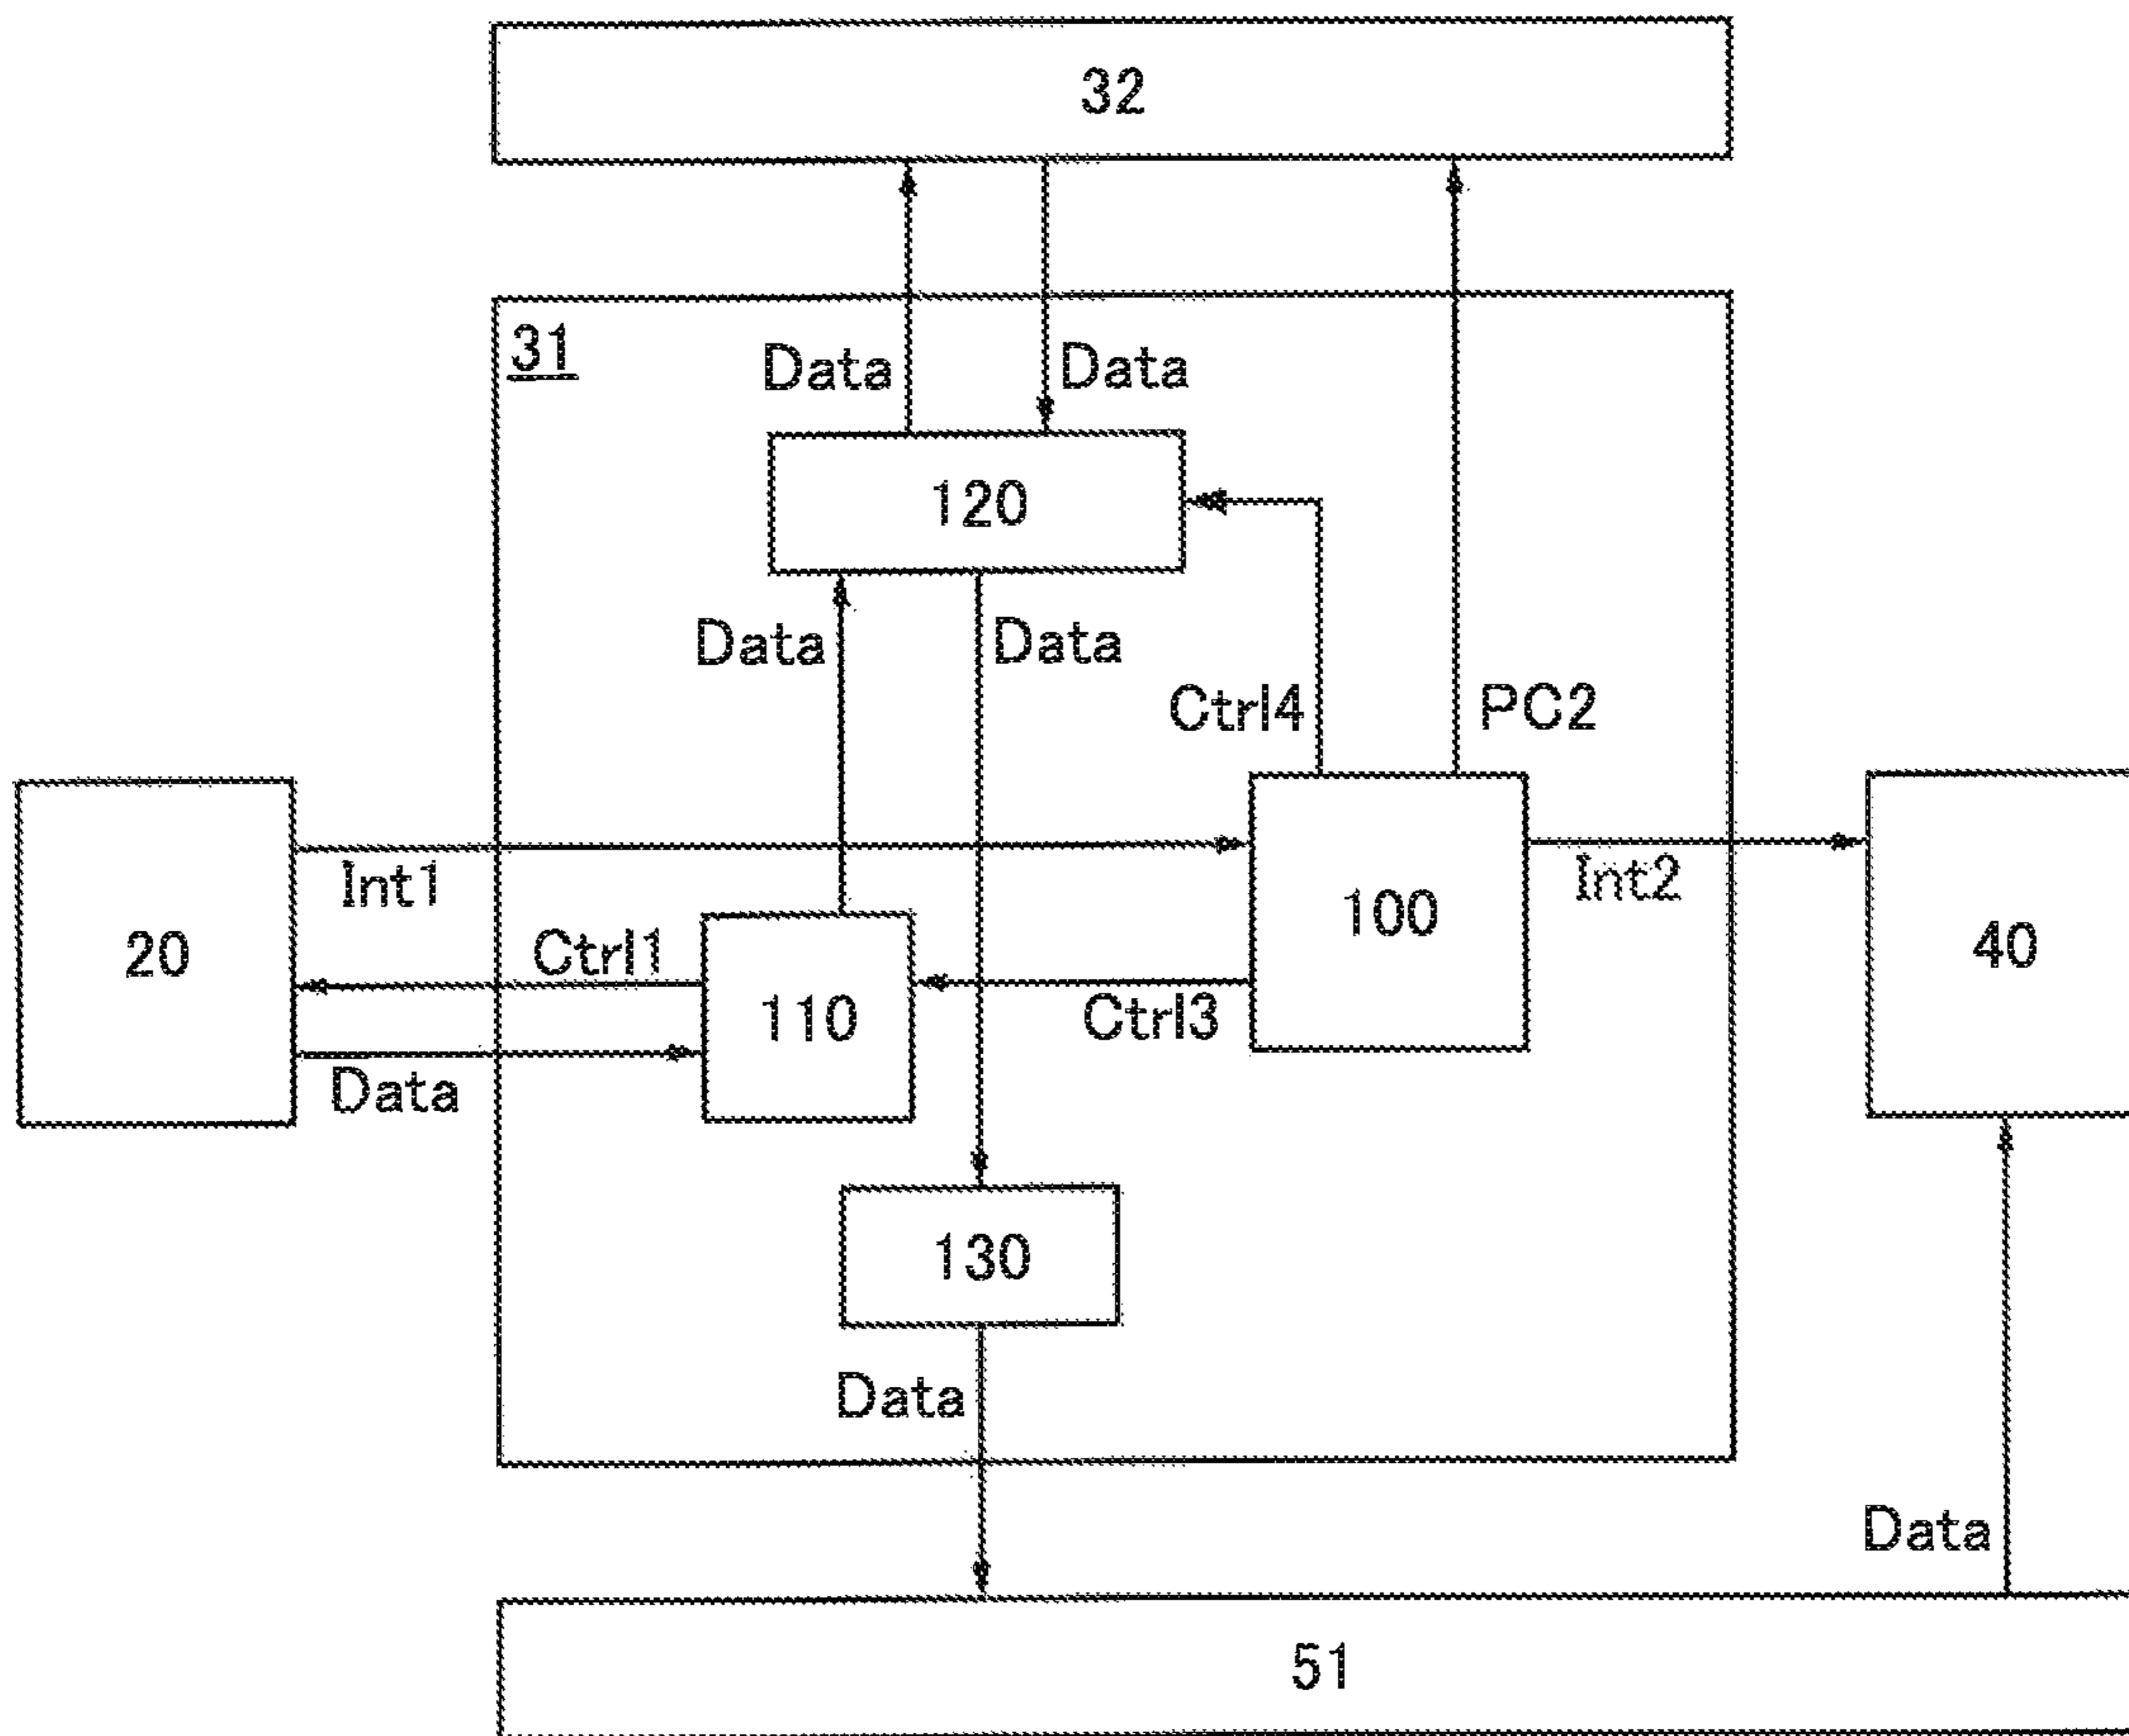 32
31
Data
Data
120
Data
Data
Ctrl4
PC2
Int1
Int2
20
Ctrl1
110
Ctrl3
100
40
Data
130
Data
Data
51